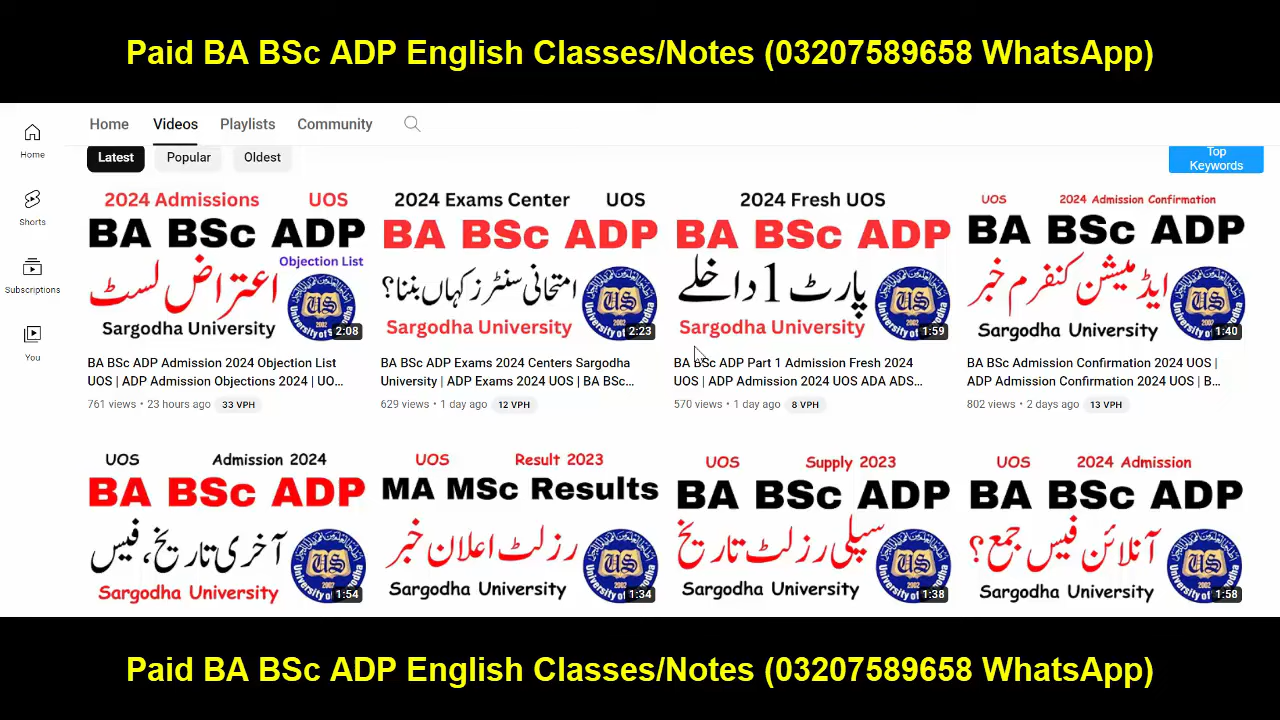 Paid BA BSc ADP English Classes/Notes (03207589658 WhatsApp)
Home Videos Playlists Community
Home
Shorts
Subscriptions
You
Latest Popular Oldest
Top
Keywords
2024 Admissions UOS
BA BSc ADP
Objection List
اعتراض لسٹ
Sargodha University
2:08
BA BSc ADP Admission 2024 Objection List
UOS | ADP Admission Objections 2024 | UO...
761 views • 23 hours ago 33 VPH
2024 Exams Center UOS
BA BSc ADP
امتحانی سنٹرز کہاں بننا؟
Sargodha University
2:23
BA BSc ADP Exams 2024 Centers Sargodha
University | ADP Exams 2024 UOS | BA BSc...
629 views • 1 day ago 12 VPH
2024 Fresh UOS
BA BSc ADP
پارٹ 1 داخلے
Sargodha University
1:59
BA BSc ADP Part 1 Admission Fresh 2024
UOS | ADP Admission 2024 UOS ADA ADS...
570 views • 1 day ago 8 VPH
UOS 2024 Admission Confirmation
BA BSc ADP
ایڈمیشن کنفرم خبر
Sargodha University
1:40
BA BSc ADP Admission Confirmation 2024 UOS |
ADP Admission Confirmation 2024 UOS | B...
802 views • 2 days ago 13 VPH
UOS Admission 2024
BA BSc ADP
آخری تاریخ، فیس
Sargodha University
1:54
UOS Result 2023
MA MSc Results
رزلٹ اعلان خبر
Sargodha University
1:34
UOS Supply 2023
BA BSc ADP
سپلی رزلٹ تاریخ
Sargodha University
1:38
UOS 2024 Admission
BA BSc ADP
آنلائن فیس جمع؟
Sargodha University
1:58
Paid BA BSc ADP English Classes/Notes (03207589658 WhatsApp)